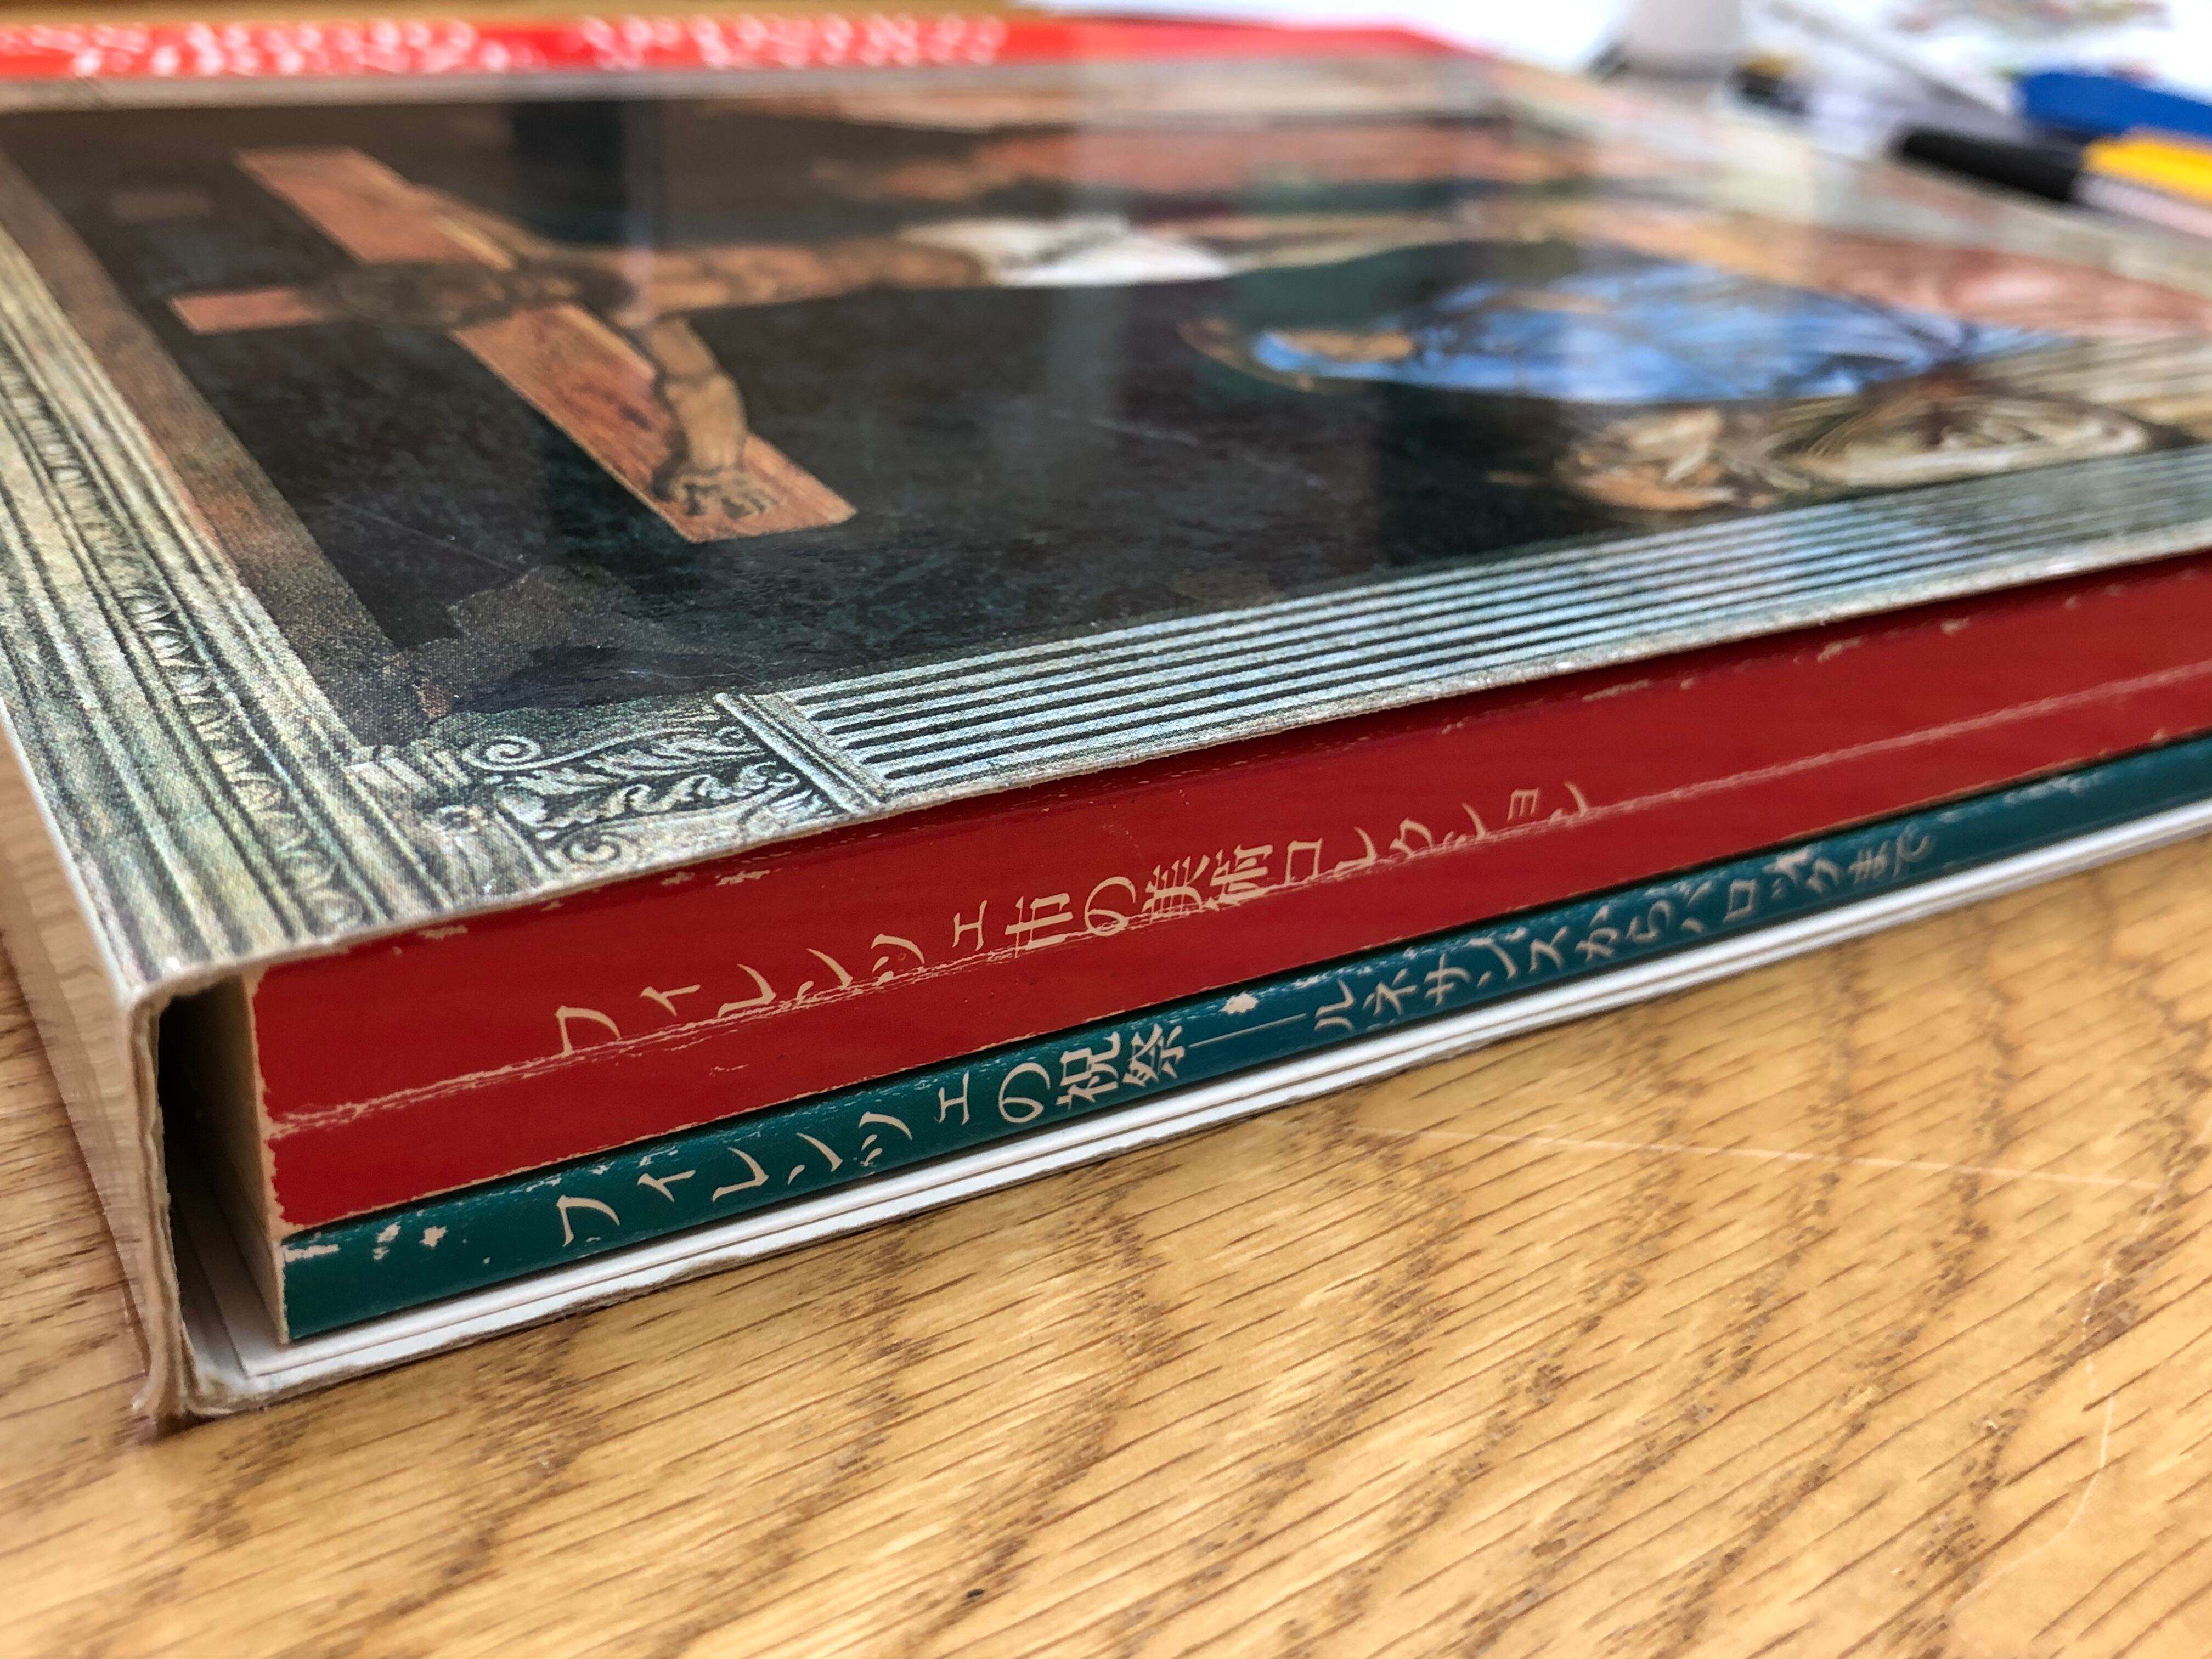 フィレンツェ市の美術コレクション
フィレンツェの祝祭──ルネサンスからバロックまで